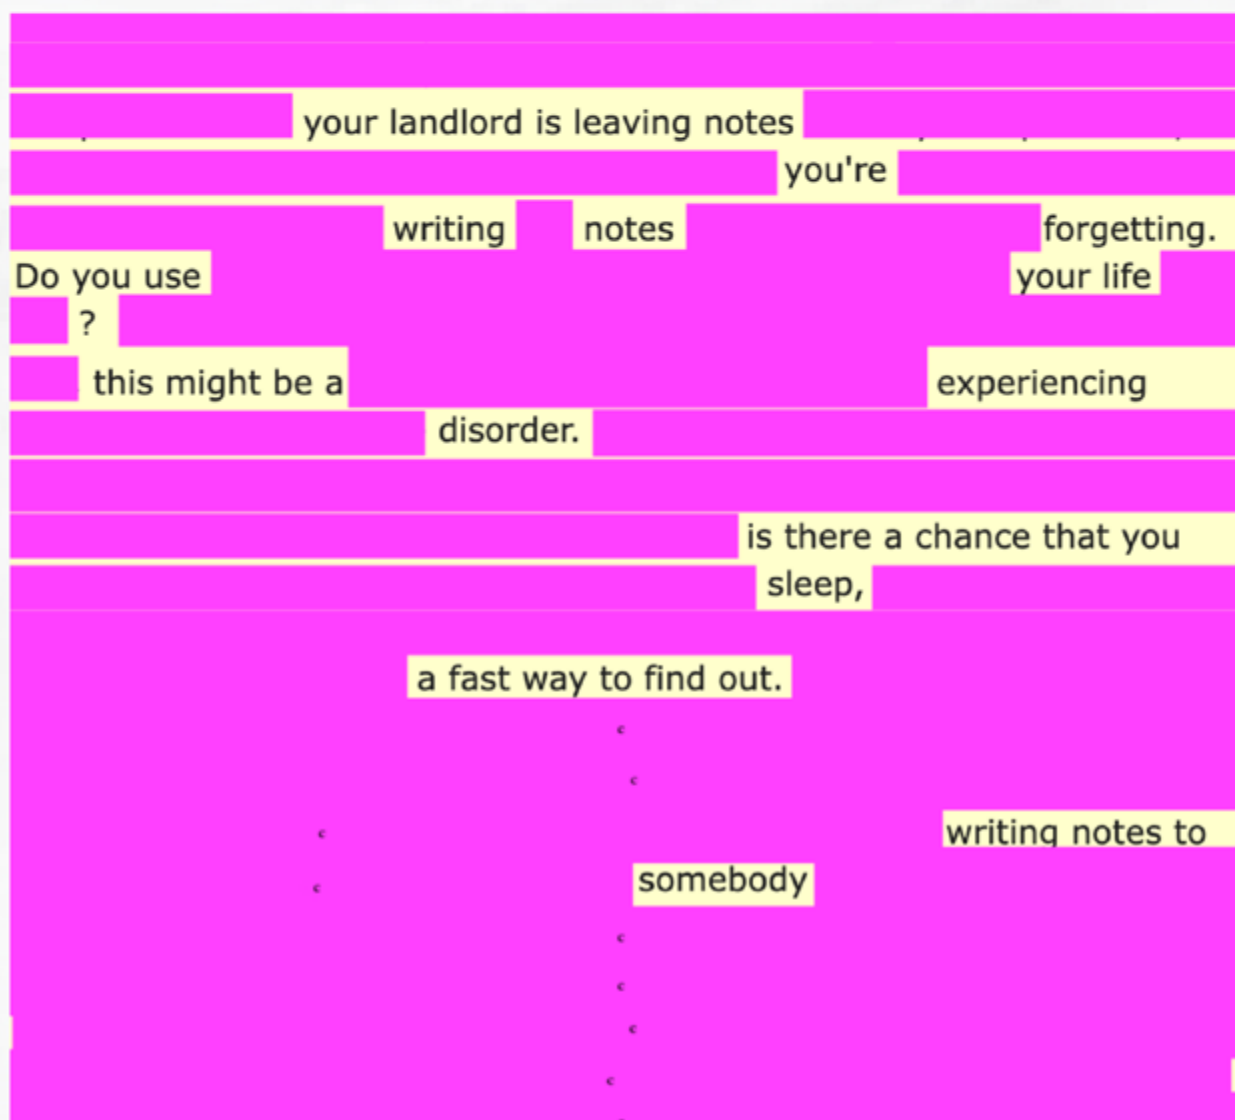 your landlord is leaving notes
you're
writing notes forgetting.
Do you use your life
?
this might be a experiencing
disorder.
is there a chance that you
sleep,
a fast way to find out.
writing notes to
somebody